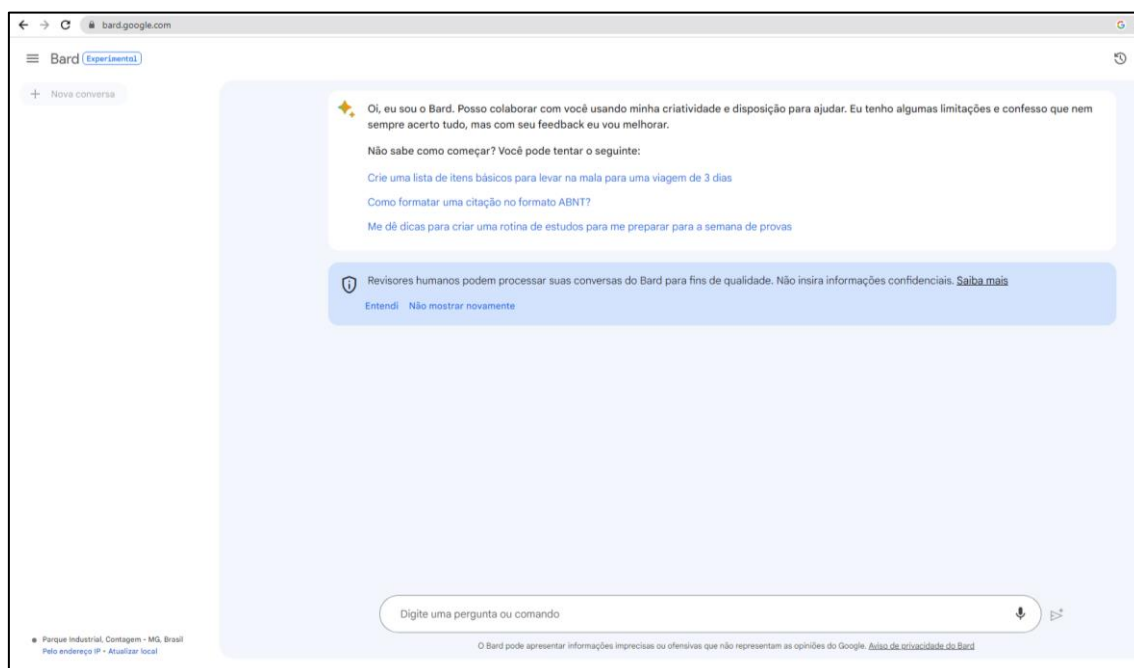 bard.google.com
G
Bard Experimental
+ Nova conversa
Oi, eu sou o Bard. Posso colaborar com você usando minha criatividade e disposição para ajudar. Eu tenho algumas limitações e confesso que nem
sempre acerto tudo, mas com seu feedback eu vou melhorar.
Não sabe como começar? Você pode tentar o seguinte:
Crie uma lista de itens básicos para levar na mala para uma viagem de 3 dias
Como formatar uma citação no formato ABNT?
Me dê dicas para criar uma rotina de estudos para me preparar para a semana de provas
Revisores humanos podem processar suas conversas do Bard para fins de qualidade. Não insira informações confidenciais. Saiba mais
Entendi Não mostrar novamente
Digite uma pergunta ou comando
Parque Industrial, Contagem - MG, Brasil
Pelo endereço IP • Atualizar local
O Bard pode apresentar informações imprecisas ou ofensivas que não representam as opiniões do Google. Aviso de privacidade do Bard